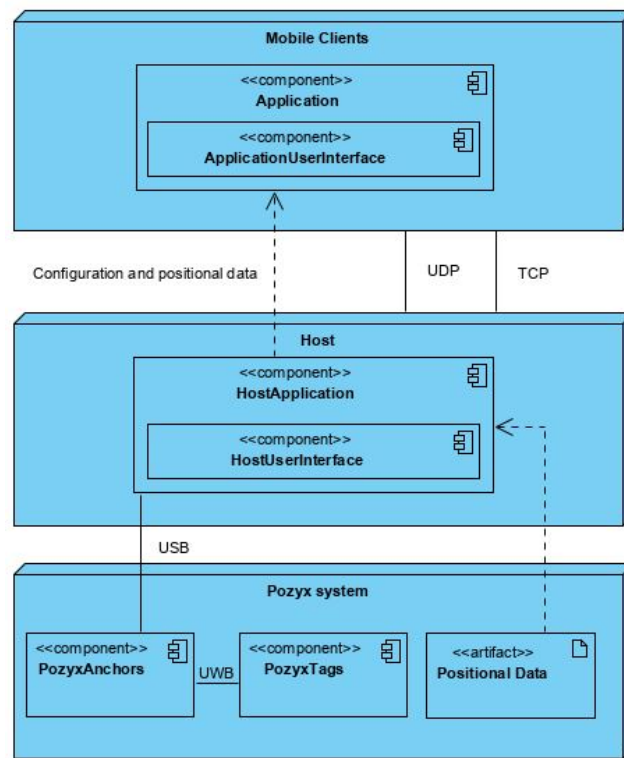 Mobile Clients
<<component>>
Application
<<component>>
ApplicationUserInterface
Configuration and positional data
UDP
TCP
Host
<<component>>
HostApplication
<<component>>
HostUserInterface
USB
Pozyx system
<<component>>
PozyxAnchors
UWB
<<component>>
PozyxTags
<<artifact>>
Positional Data